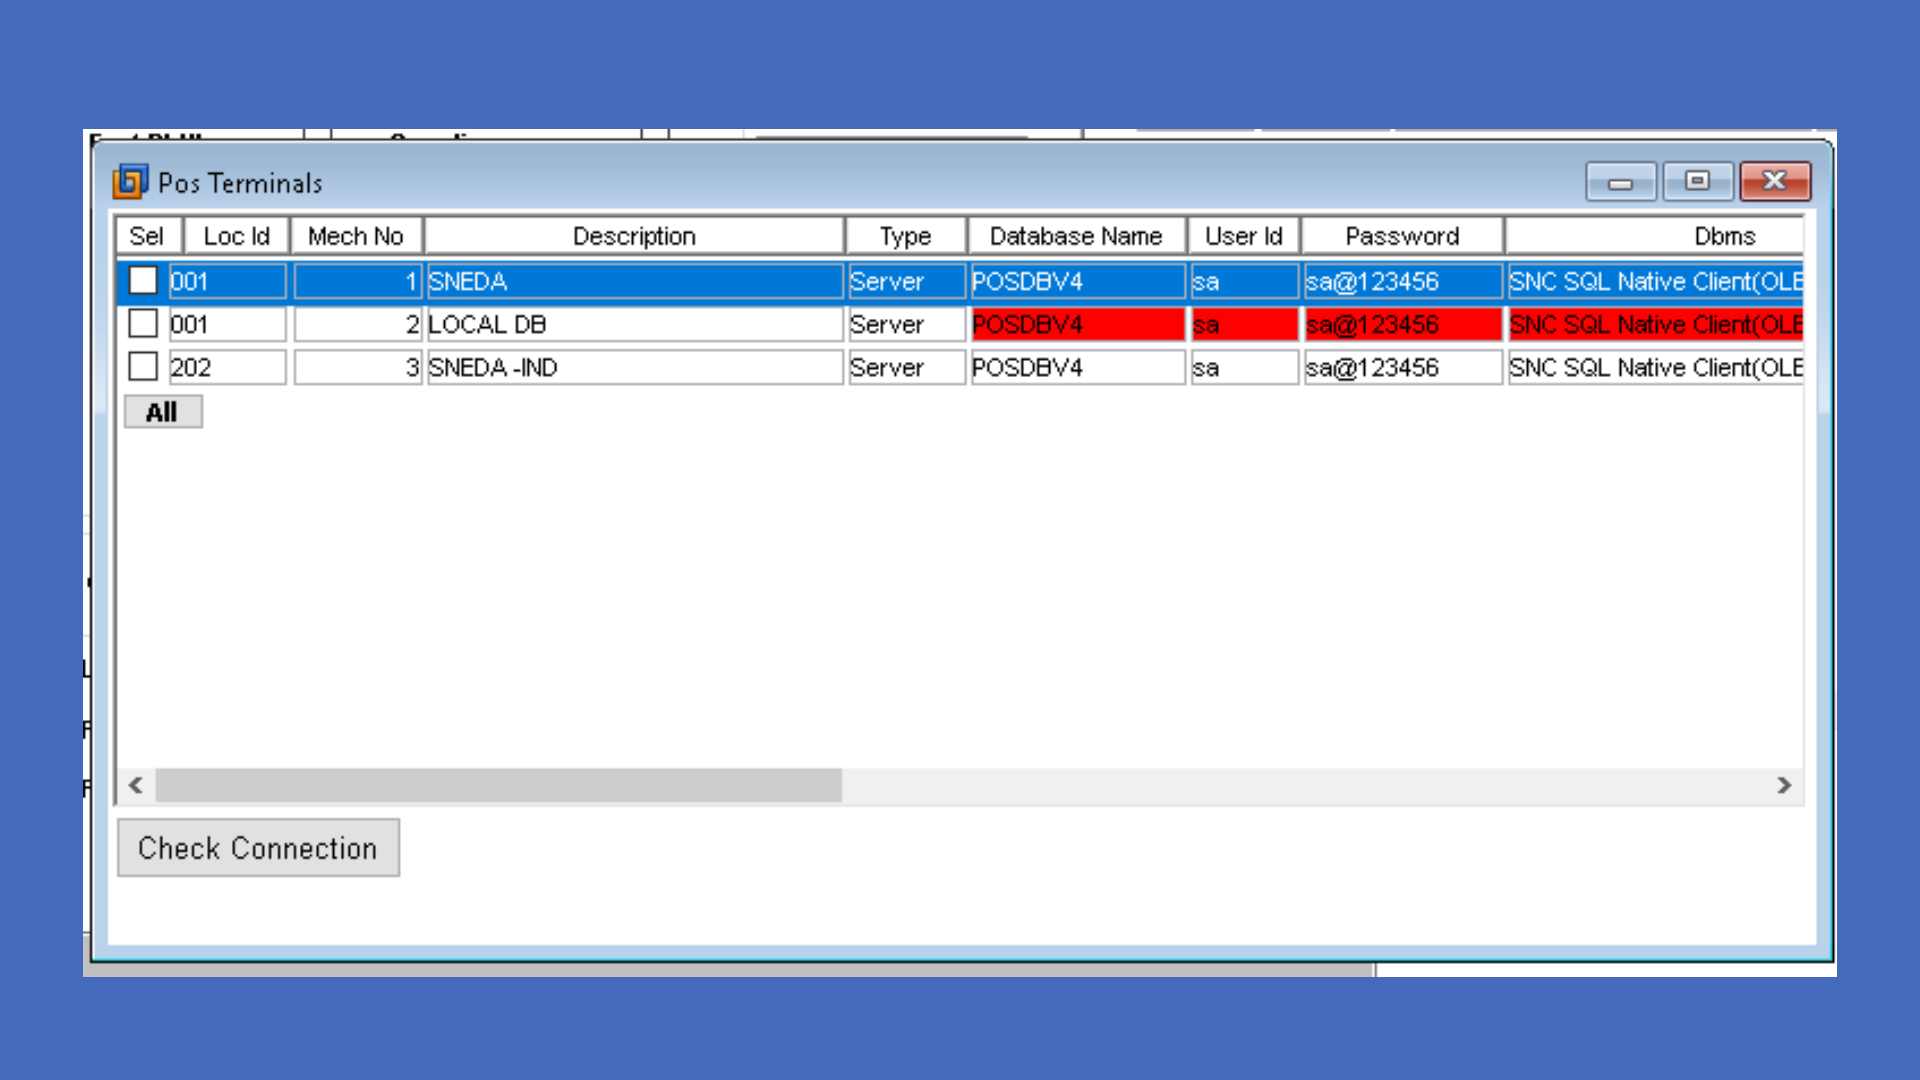 Pos Terminals
Sel Loc Id Mech No Description Type Database Name User Id Password Dbms
001 1 SNEDA Server POSDBV4 sa sa@123456 SNC SQL Native Client(OLE
001 2 LOCAL DB Server POSDBV4 sa sa@123456 SNC SQL Native Client(OLE
202 3 SNEDA -IND Server POSDBV4 sa sa@123456 SNC SQL Native Client(OLE
All
Check Connection